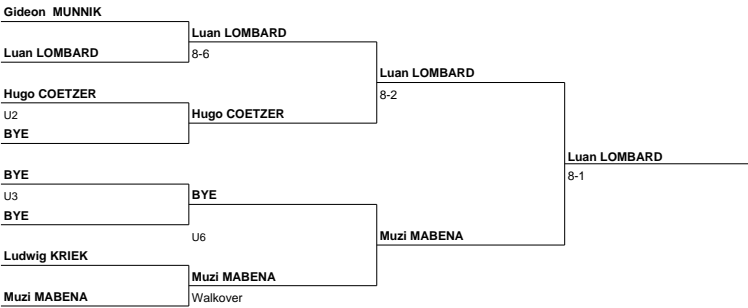 Gideon MUNNIK
Luan LOMBARD
Luan LOMBARD
8-6
Luan LOMBARD
8-2
Hugo COETZER
U2
Hugo COETZER
BYE
Luan LOMBARD
8-1
BYE
U3
BYE
BYE
U6
Muzi MABENA
Ludwig KRIEK
Muzi MABENA
Muzi MABENA
Walkover